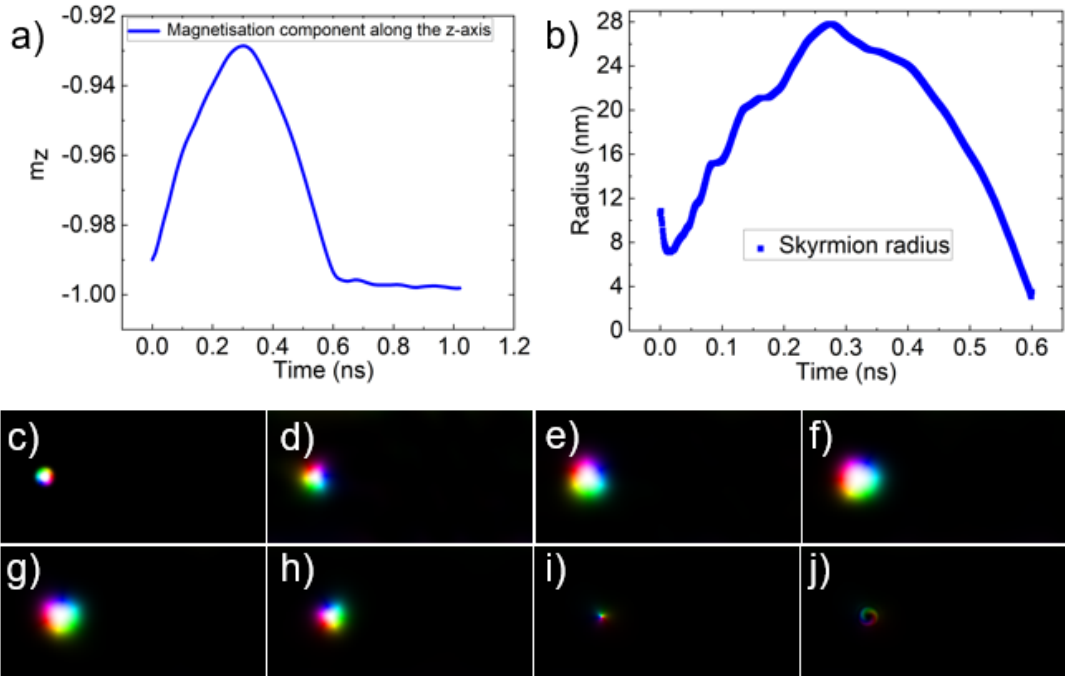 a)
Magnetisation component along the z-axis
-0.92
-0.94
-0.96
-0.98
-1.00
mz
0.0 0.2 0.4 0.6 0.8 1.0 1.2
Time (ns)
b)
28
24
20
16
12
8
4
0
Radius (nm)
Skyrmion radius
0.0 0.1 0.2 0.3 0.4 0.5 0.6
Time (ns)
c) d) e) f)
g) h) i) j)